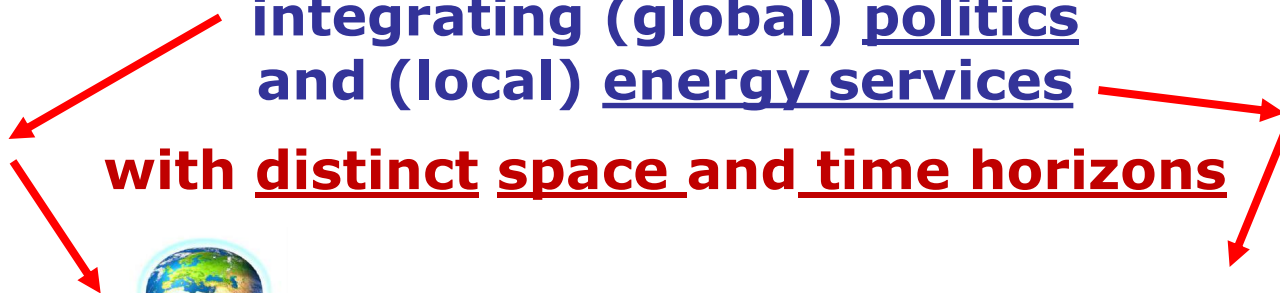 integrating (global) politics
and (local) energy services
with distinct space and time horizons